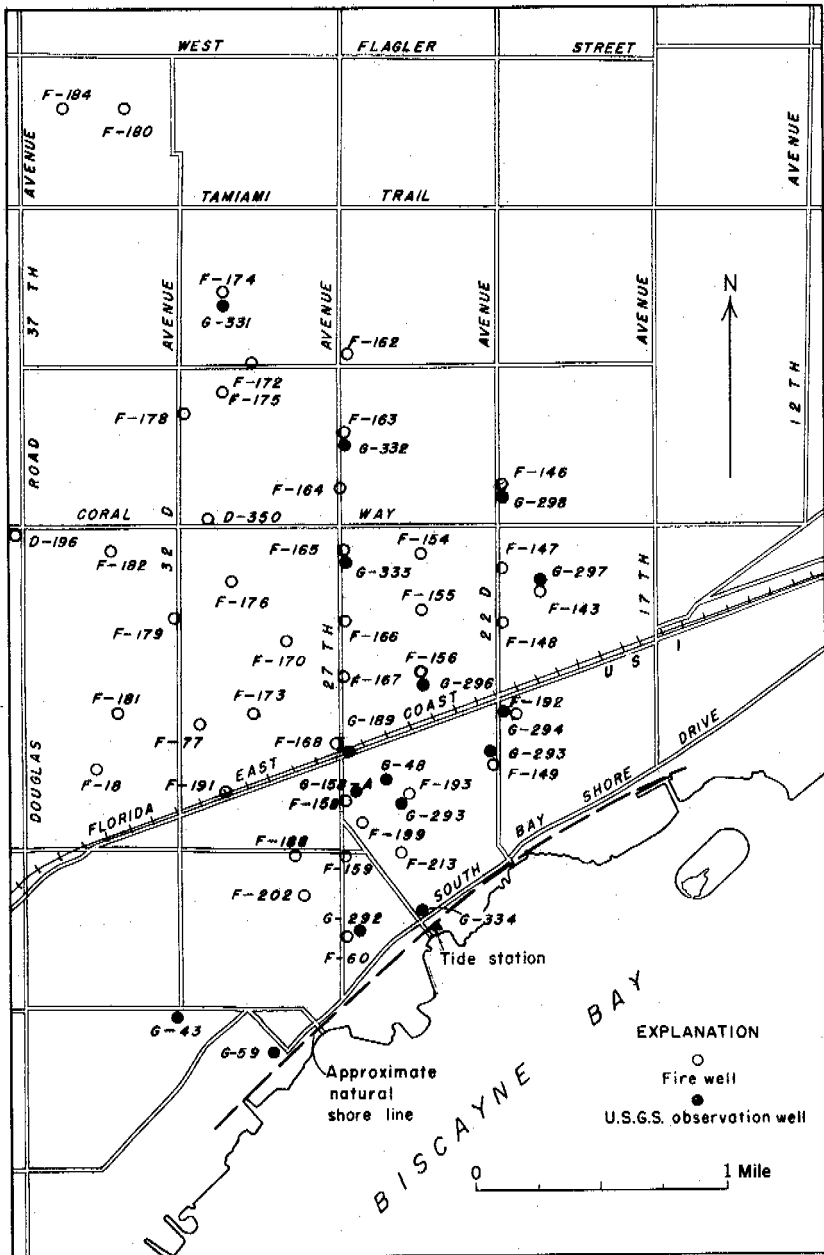 WEST FLAGLER STREET
F-184
F-180
AVENUE
AVENUE
TAMIAMI TRAIL
37 TH
AVENUE
AVENUE
AVENUE
AVENUE
F-174
G-331
N
F-162
F-172
F-175
F-178
F-163
G-332
12 TH
ROAD
F-164
F-146
G-298
CORAL WAY
D-350
D-196
F-182
32 D
F-165
G-333
F-154
F-147
G-297
F-143
F-176
F-155
F-179
F-166
22 D
F-148
17 TH
F-170
F-156
G-296
27 TH
F-167
US 1
F-181
F-173
F-77
G-189
F-168
F-192
G-294
G-293
F-149
DOUGLAS
F-18
F-191
FLORIDA EAST COAST
G-48
G-152-A
F-158
F-193
G-293
F-199
SOUTH BAY SHORE DRIVE
F-188
F-159
F-213
F-202
G-292
F-60
G-334
Tide station
G-43
G-59
Approximate
natural
shore line
BISCAYNE BAY
EXPLANATION
Fire well
U.S.G.S. observation well
0 1 Mile